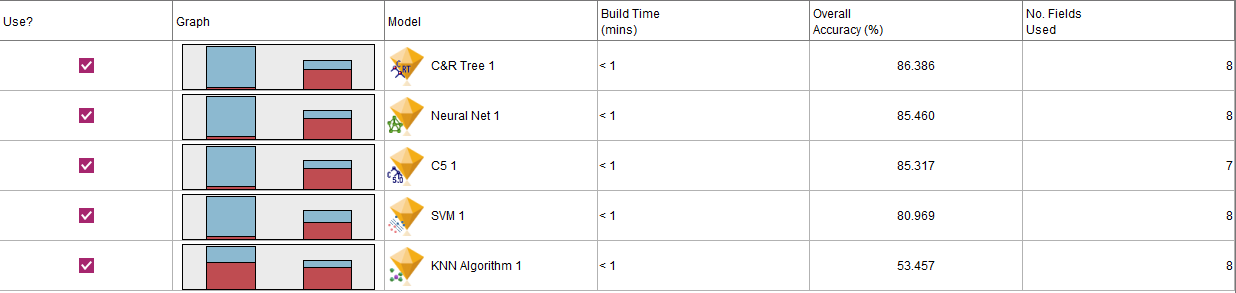 Use? Graph Model Build Time (mins) Overall Accuracy (%) No. Fields Used
C&R Tree 1 < 1 86.386 8
Neural Net 1 < 1 85.460 8
C5 1 < 1 85.317 7
SVM 1 < 1 80.969 8
KNN Algorithm 1 < 1 53.457 8